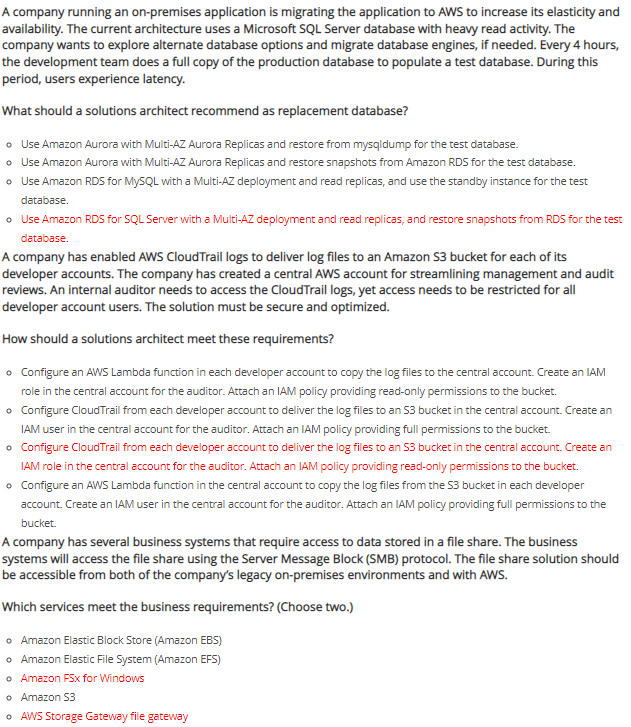 A company running an on-premises application is migrating the application to AWS to increase its elasticity and
availability. The current architecture uses a Microsoft SQL Server database with heavy read activity. The
company wants to explore alternate database options and migrate database engines, if needed. Every 4 hours,
the development team does a full copy of the production database to populate a test database. During this
period, users experience latency.
What should a solutions architect recommend as replacement database?
Use Amazon Aurora with Multi-AZ Aurora Replicas and restore from mysqldump for the test database.
Use Amazon Aurora with Multi-AZ Aurora Replicas and restore snapshots from Amazon RDS for the test database.
Use Amazon RDS for MySQL with a Multi-AZ deployment and read replicas, and use the standby instance for the test
database.
Use Amazon RDS for SQL Server with a Multi-AZ deployment and read replicas, and restore snapshots from RDS for the test
database.
A company has enabled AWS CloudTrail logs to deliver log files to an Amazon S3 bucket for each of its
developer accounts. The company has created a central AWS account for streamlining management and audit
reviews. An internal auditor needs to access the CloudTrail logs, yet access needs to be restricted for all
developer account users. The solution must be secure and optimized.
How should a solutions architect meet these requirements?
Configure an AWS Lambda function in each developer account to copy the log files to the central account. Create an IAM
role in the central account for the auditor. Attach an IAM policy providing read-only permissions to the bucket.
Configure CloudTrail from each developer account to deliver the log files to an S3 bucket in the central account. Create an
IAM user in the central account for the auditor. Attach an IAM policy providing full permissions to the bucket.
Configure CloudTrail from each developer account to deliver the log files to an S3 bucket in the central account. Create an
IAM role in the central account for the auditor. Attach an IAM policy providing read-only permissions to the bucket.
Configure an AWS Lambda function in the central account to copy the log files from the S3 bucket in each developer
account. Create an IAM user in the central account for the auditor. Attach an IAM policy providing full permissions to the
bucket.
A company has several business systems that require access to data stored in a file share. The business
systems will access the file share using the Server Message Block (SMB) protocol. The file share solution should
be accessible from both of the company's legacy on-premises environments and with AWS.
Which services meet the business requirements? (Choose two.)
Amazon Elastic Block Store (Amazon EBS)
Amazon Elastic File System (Amazon EFS)
Amazon FSx for Windows
Amazon S3
AWS Storage Gateway file gateway